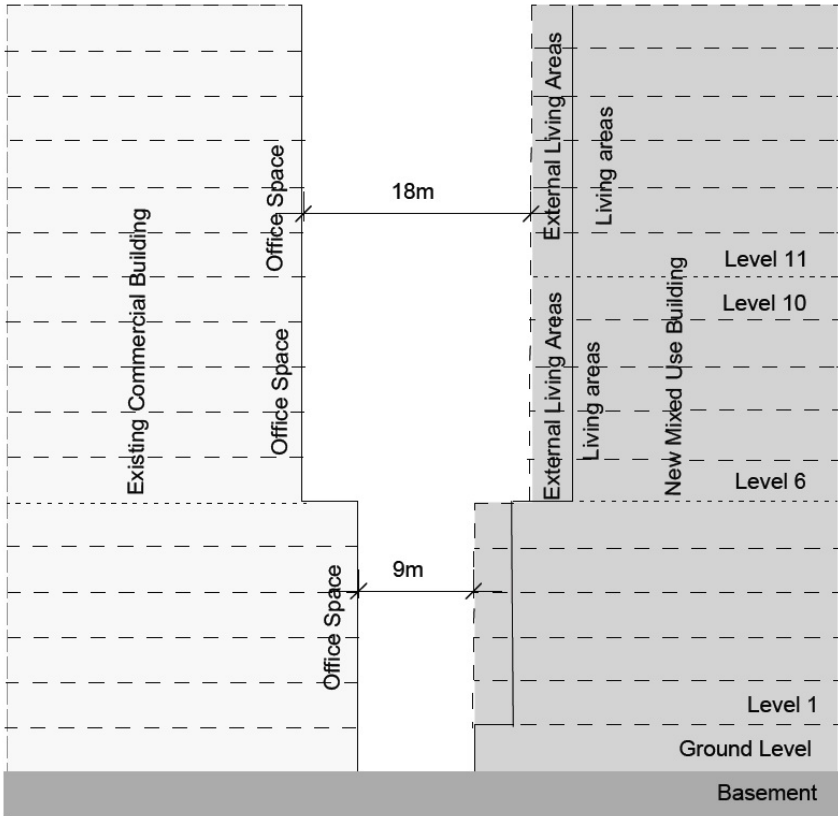 Office Space
External Living Areas
Living areas
18m
Existing Commercial Building
Level 11
Level 10
Office Space
External Living Areas
Living areas
New Mixed Use Building
Level 6
9m
Office Space
Level 1
Ground Level
Basement